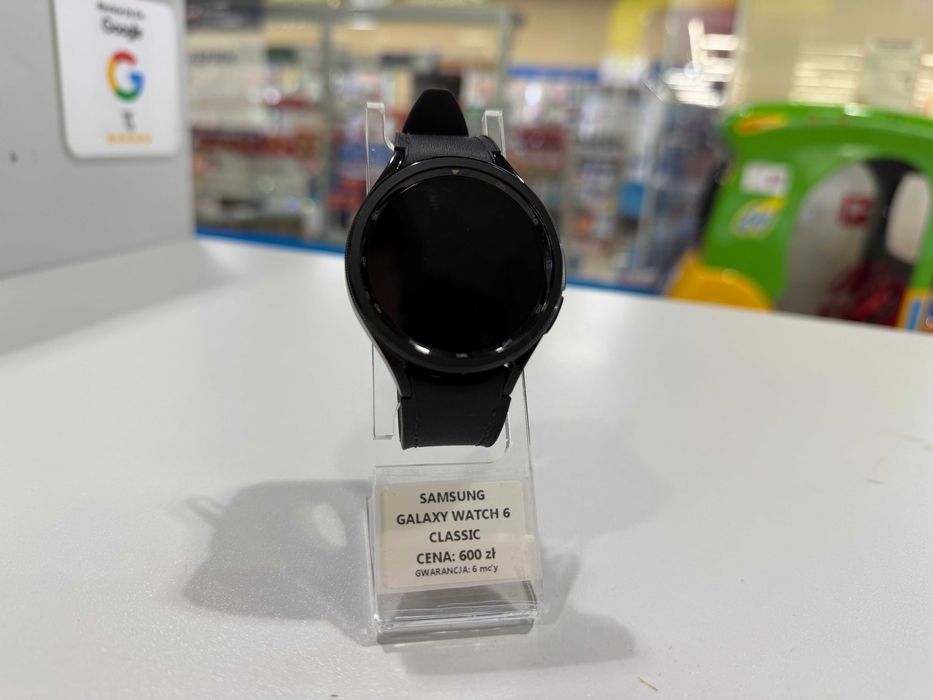 Google
G
SAMSUNG
GALAXY WATCH 6
CLASSIC
CENA: 600 zł
GWARANCJA: 6 mc'y